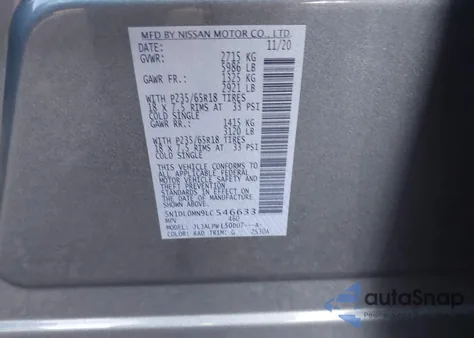 MFD BY NISSAN MOTOR CO., LTD.
DATE: 11/20
GVWR: 2715 KG
5986 LB
GAWR FR.: 1325 KG
2921 LB
WITH P235/65R18 TIRES
18 X 7.5 RIMS AT 33 PSI
COLD SINGLE
GAWR RR.: 1415 KG
3120 LB
WITH P235/65R18 TIRES
18 X 7.5 RIMS AT 33 PSI
COLD SINGLE
THIS VEHICLE CONFORMS TO
ALL APPLICABLE FEDERAL
MOTOR VEHICLE SAFETY
AND THEFT PREVENTION
STANDARDS IN EFFECT ON
THE DATE OF MANUFACTURE
SHOWN ABOVE.
5N1DL0MN9LC546633
MPV
MODEL:
COLOR: KAD TRIM: G
autoSnap